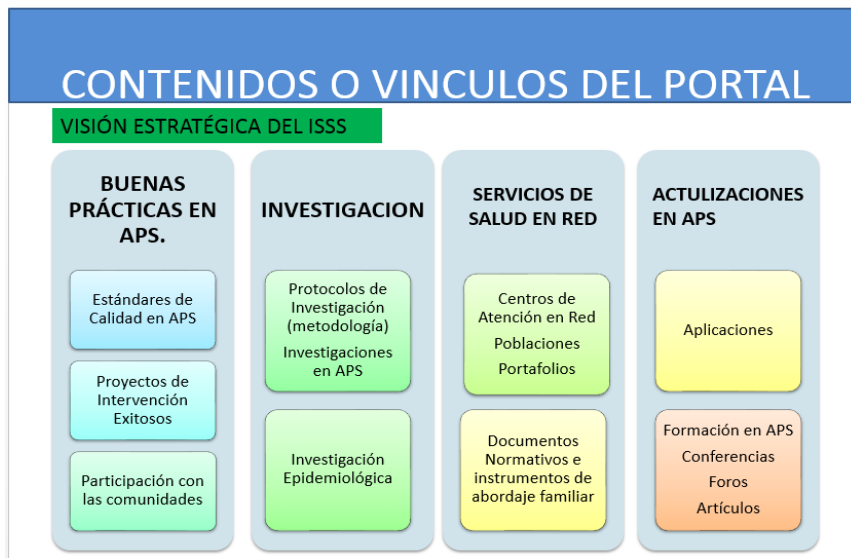 CONTENIDOS O VINCULOS DEL PORTAL
VISIÓN ESTRATÉGICA DEL ISSS
BUENAS
PRÁCTICAS EN
APS.
Estándares de
Calidad en APS
Proyectos de
Intervención
Exitosos
Participación con
las comunidades
INVESTIGACION
Protocolos de
Investigación
(metodología)
Investigaciones
en APS
Investigación
Epidemiológica
SERVICIOS DE
SALUD EN RED
Centros de
Atención en Red
Poblaciones
Portafolios
Documentos
Normativos e
instrumentos de
abordaje familiar
ACTULIZACIONES
EN APS
Aplicaciones
Formación en APS
Conferencias
Foros
Artículos